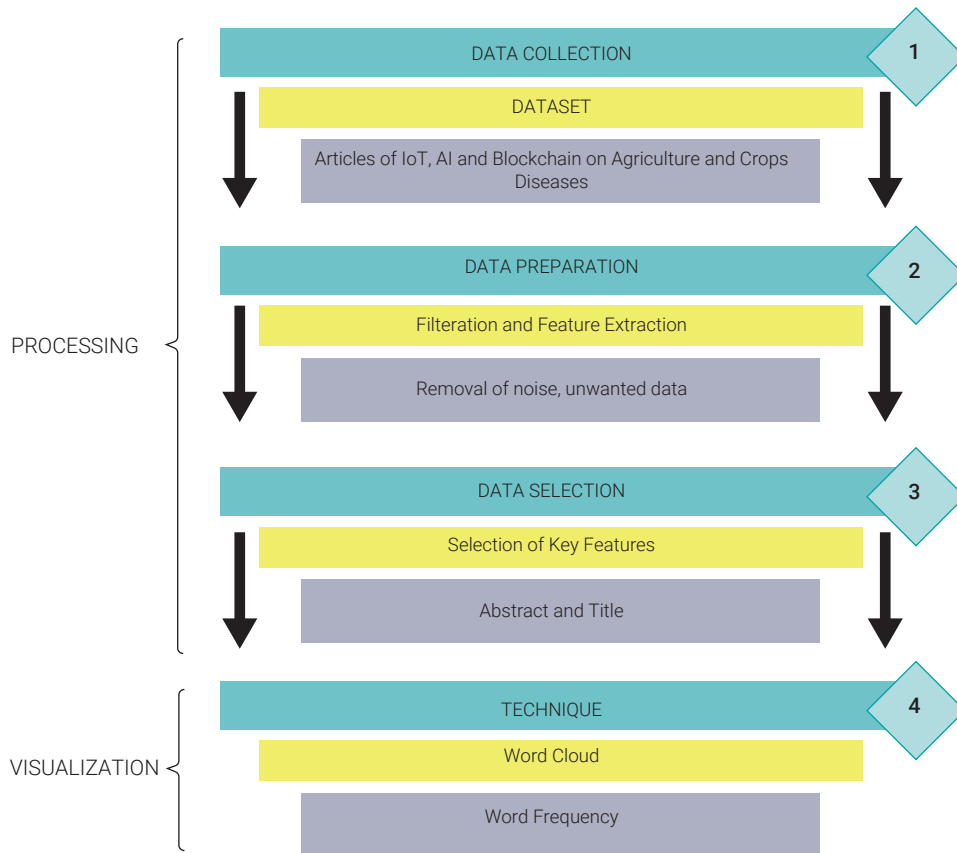 DATA COLLECTION
1
DATASET
Articles of IoT, AI and Blockchain on Agriculture and Crops
Diseases
DATA PREPARATION
2
Filteration and Feature Extraction
PROCESSING
Removal of noise, unwanted data
DATA SELECTION
3
Selection of Key Features
Abstract and Title
TECHNIQUE
4
Word Cloud
VISUALIZATION
Word Frequency